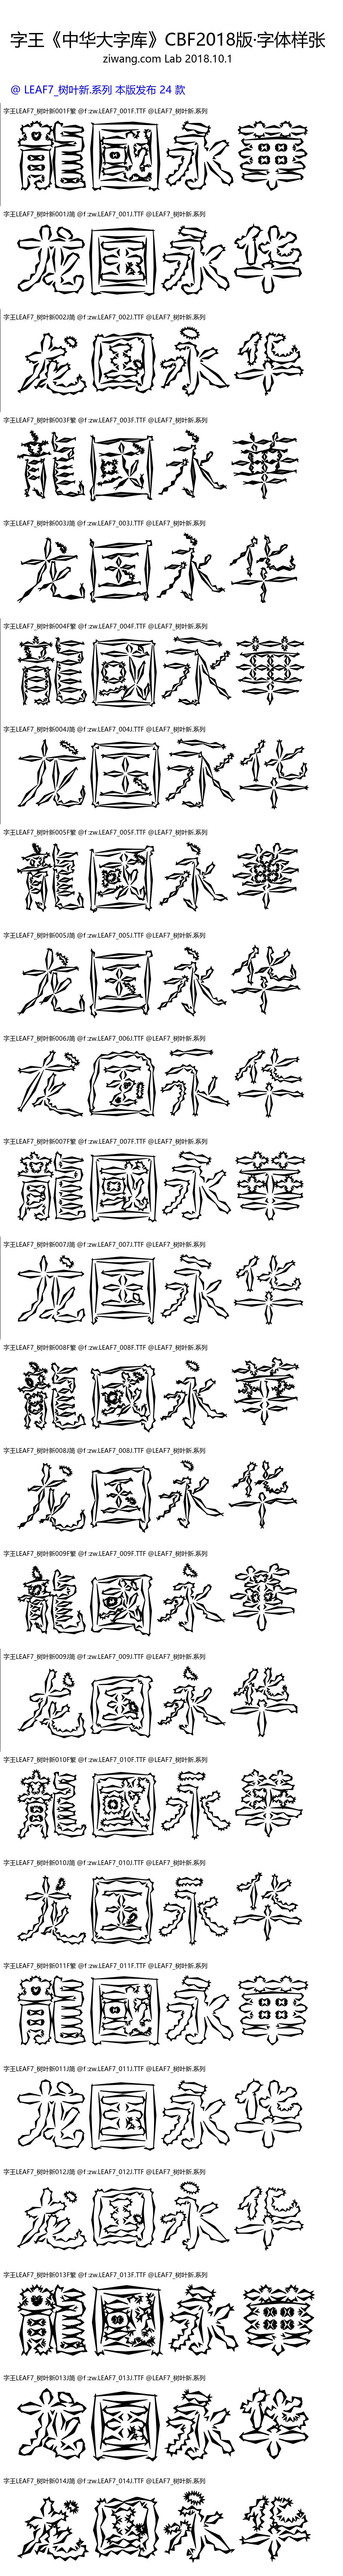 字王《中华大字库》CBF2018版·字体样张
ziwang.com Lab 2018.10.1
@ LEAF7_树叶新.系列 本版发布 24 款
字王LEAF7_树叶新001F繁 @f :zw.LEAF7_001F.TTF @LEAF7_树叶新.系列
龍國永華
字王LEAF7_树叶新001J简 @f :zw.LEAF7_001J.TTF @LEAF7_树叶新.系列
龙国永华
字王LEAF7_树叶新002J简 @f :zw.LEAF7_002J.TTF @LEAF7_树叶新.系列
龙国永华
字王LEAF7_树叶新003F繁 @f :zw.LEAF7_003F.TTF @LEAF7_树叶新.系列
龍國永華
字王LEAF7_树叶新003J简 @f :zw.LEAF7_003J.TTF @LEAF7_树叶新.系列
龙国永华
字王LEAF7_树叶新004F繁 @f :zw.LEAF7_004F.TTF @LEAF7_树叶新.系列
龍國永華
字王LEAF7_树叶新004J简 @f :zw.LEAF7_004J.TTF @LEAF7_树叶新.系列
龙国永华
字王LEAF7_树叶新005F繁 @f :zw.LEAF7_005F.TTF @LEAF7_树叶新.系列
龍國永華
字王LEAF7_树叶新005J简 @f :zw.LEAF7_005J.TTF @LEAF7_树叶新.系列
龙国永华
字王LEAF7_树叶新006J简 @f :zw.LEAF7_006J.TTF @LEAF7_树叶新.系列
龙国永华
字王LEAF7_树叶新007F繁 @f :zw.LEAF7_007F.TTF @LEAF7_树叶新.系列
龍國永華
字王LEAF7_树叶新007J简 @f :zw.LEAF7_007J.TTF @LEAF7_树叶新.系列
龙国永华
字王LEAF7_树叶新008F繁 @f :zw.LEAF7_008F.TTF @LEAF7_树叶新.系列
龍國永華
字王LEAF7_树叶新008J简 @f :zw.LEAF7_008J.TTF @LEAF7_树叶新.系列
龙国永华
字王LEAF7_树叶新009F繁 @f :zw.LEAF7_009F.TTF @LEAF7_树叶新.系列
龍國永華
字王LEAF7_树叶新009J简 @f :zw.LEAF7_009J.TTF @LEAF7_树叶新.系列
龙国永华
字王LEAF7_树叶新010F繁 @f :zw.LEAF7_010F.TTF @LEAF7_树叶新.系列
龍國永華
字王LEAF7_树叶新010J简 @f :zw.LEAF7_010J.TTF @LEAF7_树叶新.系列
龙国永华
字王LEAF7_树叶新011F繁 @f :zw.LEAF7_011F.TTF @LEAF7_树叶新.系列
龍國永華
字王LEAF7_树叶新011J简 @f :zw.LEAF7_011J.TTF @LEAF7_树叶新.系列
龙国永华
字王LEAF7_树叶新012J简 @f :zw.LEAF7_012J.TTF @LEAF7_树叶新.系列
龙国永华
字王LEAF7_树叶新013F繁 @f :zw.LEAF7_013F.TTF @LEAF7_树叶新.系列
龍國永華
字王LEAF7_树叶新013J简 @f :zw.LEAF7_013J.TTF @LEAF7_树叶新.系列
龙国永华
字王LEAF7_树叶新014J简 @f :zw.LEAF7_014J.TTF @LEAF7_树叶新.系列
龙国永华